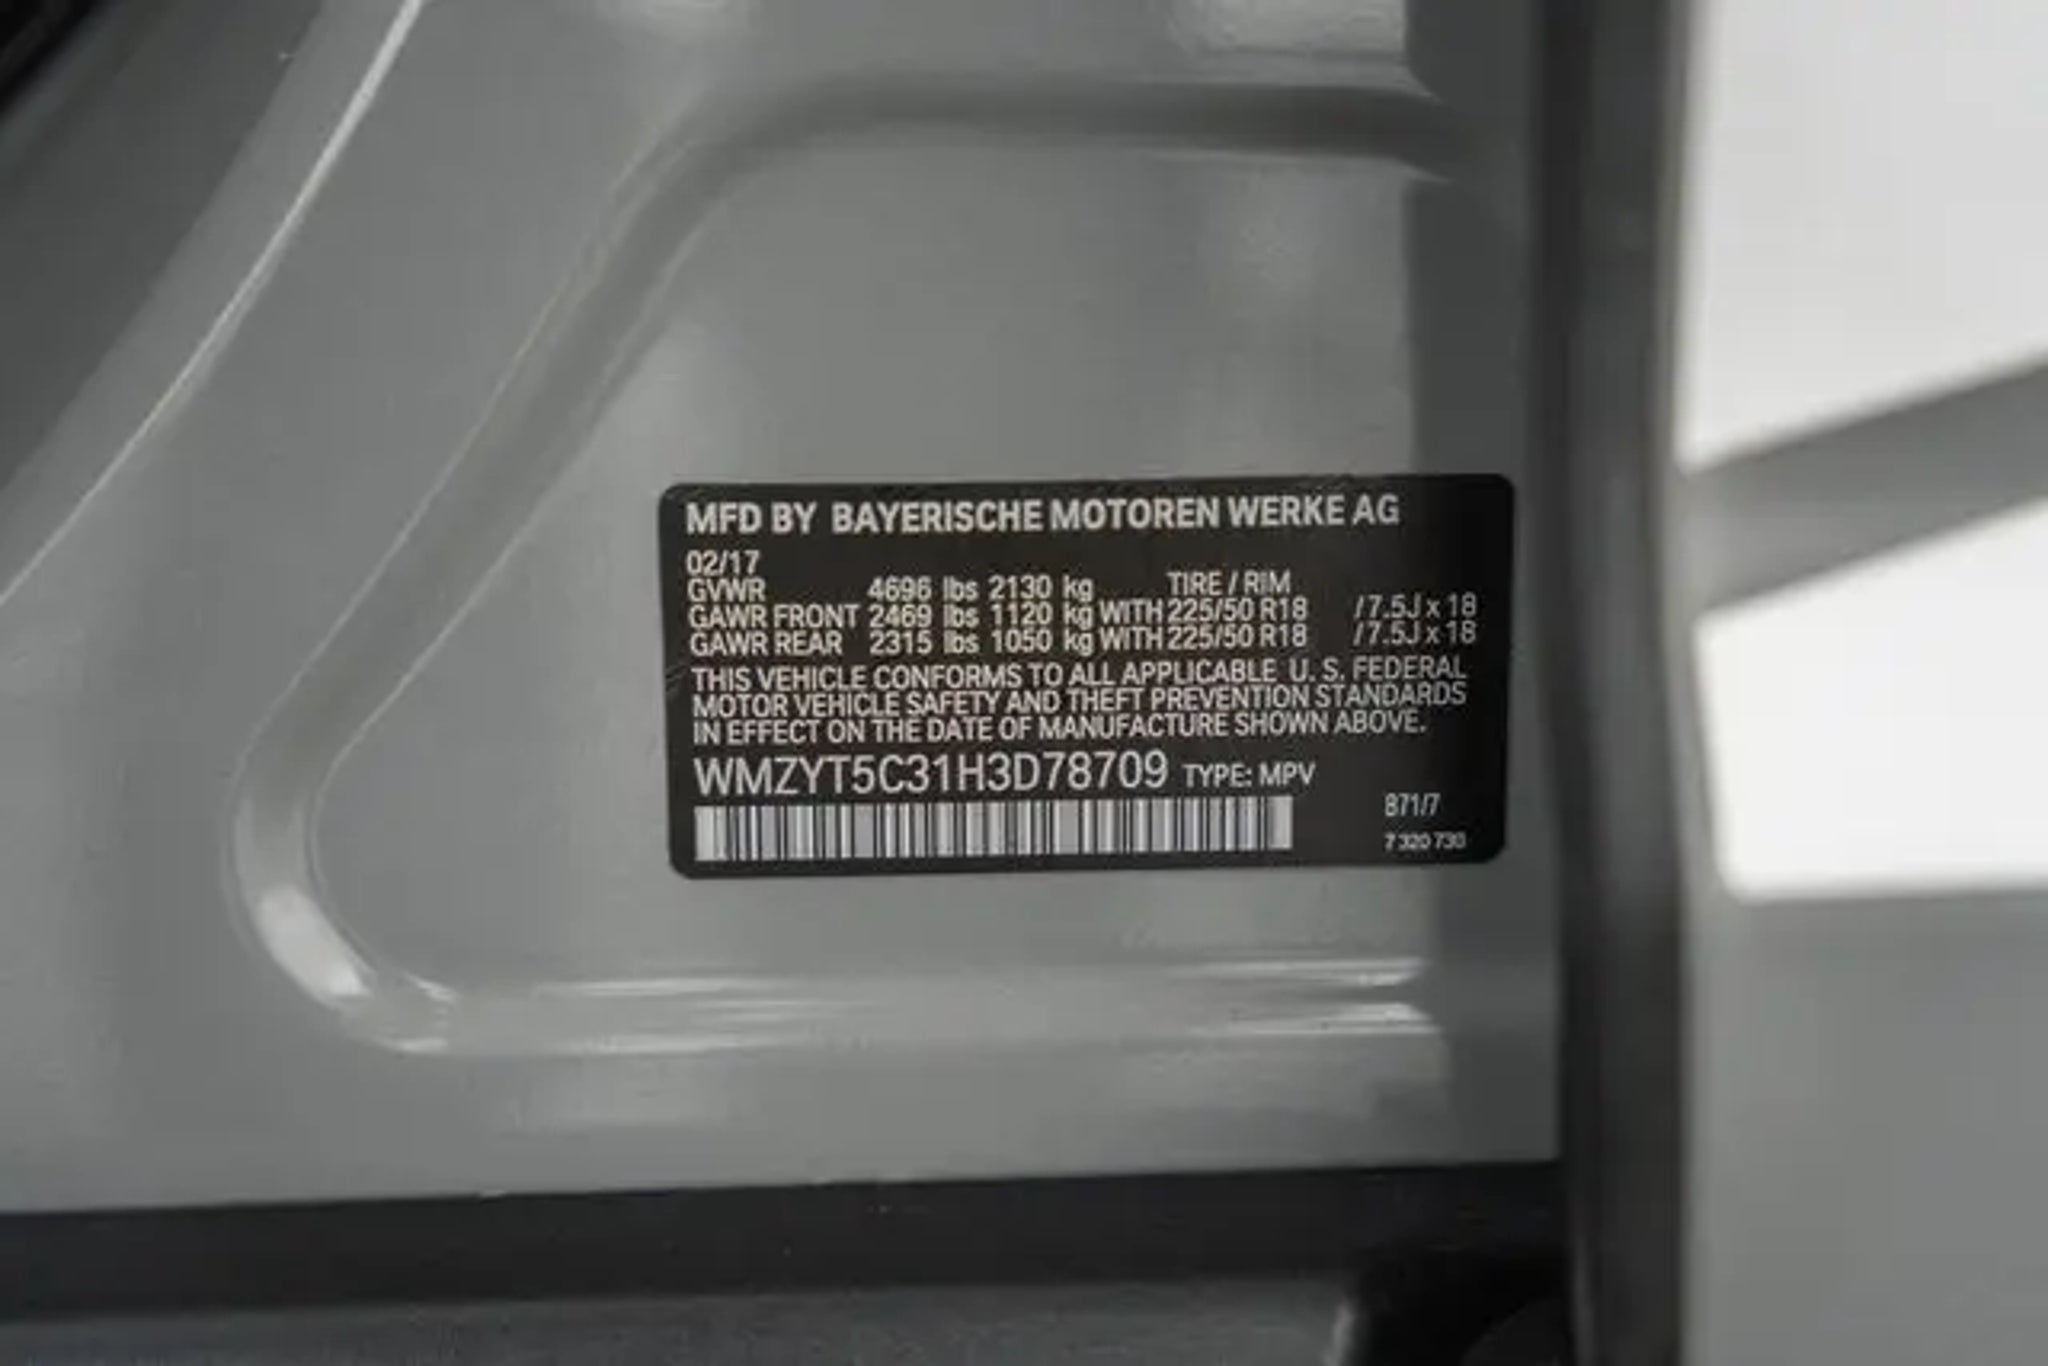 MFD BY BAYERISCHE MOTOREN WERKE AG
02/17
GVWR 4696 lbs 2130 kg TIRE / RIM
GAWR FRONT 2469 lbs 1120 kg WITH 225/50 R18 / 7.5J x 18
GAWR REAR 2315 lbs 1050 kg WITH 225/50 R18 / 7.5J x 18
THIS VEHICLE CONFORMS TO ALL APPLICABLE U. S. FEDERAL
MOTOR VEHICLE SAFETY AND THEFT PREVENTION STANDARDS
IN EFFECT ON THE DATE OF MANUFACTURE SHOWN ABOVE.
WMZYT5C31H3D78709 TYPE: MPV
871/7
7 320 730